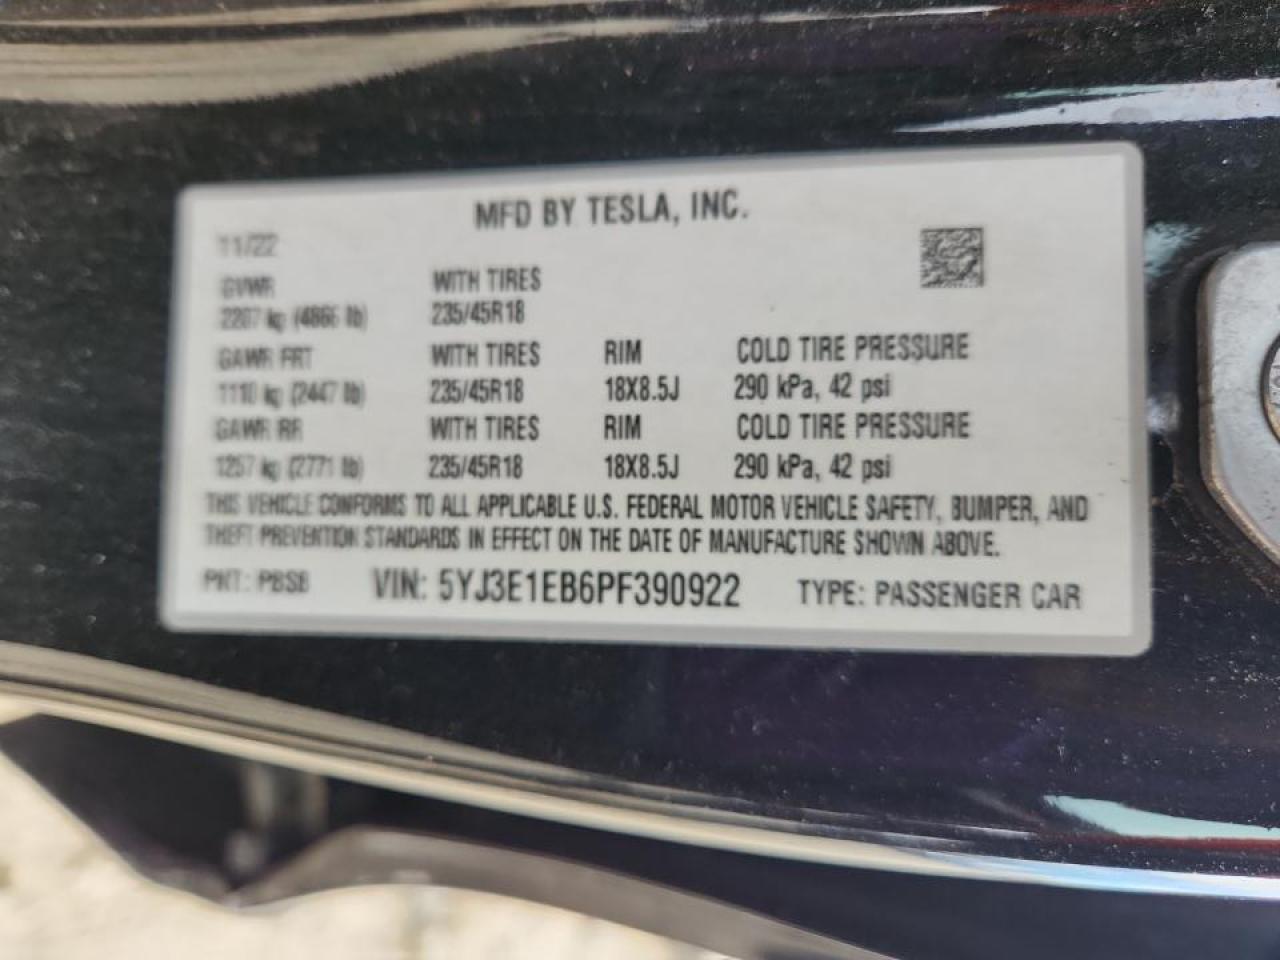 MFD BY TESLA, INC.
11/22
GVWR WITH TIRES
2207 kg (4866 lb) 235/45R18
GAWR FRT WITH TIRES RIM COLD TIRE PRESSURE
1110 kg (2447 lb) 235/45R18 18X8.5J 290 kPa, 42 psi
GAWR RR WITH TIRES RIM COLD TIRE PRESSURE
1257 kg (2771 lb) 235/45R18 18X8.5J 290 kPa, 42 psi
THIS VEHICLE CONFORMS TO ALL APPLICABLE U.S. FEDERAL MOTOR VEHICLE SAFETY, BUMPER, AND
THEFT PREVENTION STANDARDS IN EFFECT ON THE DATE OF MANUFACTURE SHOWN ABOVE.
PNT: PBSB VIN: 5YJ3E1EB6PF390922 TYPE: PASSENGER CAR